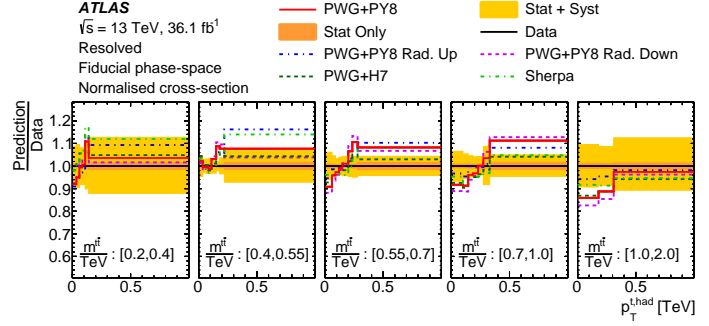 ATLAS
√s = 13 TeV, 36.1 fb⁻¹
Resolved
Fiducial phase-space
Normalised cross-section
PWG+PY8
Stat Only
PWG+PY8 Rad. Up
PWG+H7
Stat + Syst
Data
PWG+PY8 Rad. Down
Sherpa
Prediction
Data
1.2
1.1
1.0
0.9
0.8
0.7
0.6
m^tt̄/TeV : [0.2,0.4]
m^tt̄/TeV : [0.4,0.55]
m^tt̄/TeV : [0.55,0.7]
m^tt̄/TeV : [0.7,1.0]
m^tt̄/TeV : [1.0,2.0]
0 0.5 0.5 0.5 0.5 0.5
p_T^t,had [TeV]